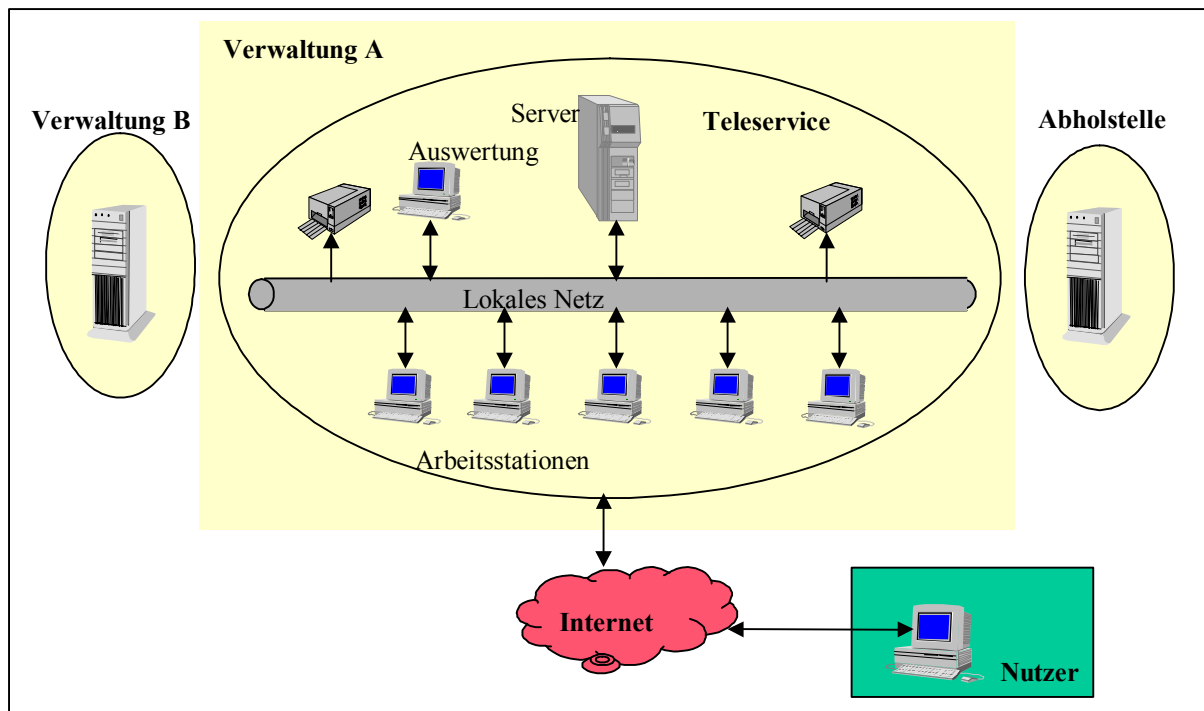 Verwaltung A
Verwaltung B
Server
Teleservice
Abholstelle
Auswertung
Lokales Netz
Arbeitsstationen
Internet
Nutzer